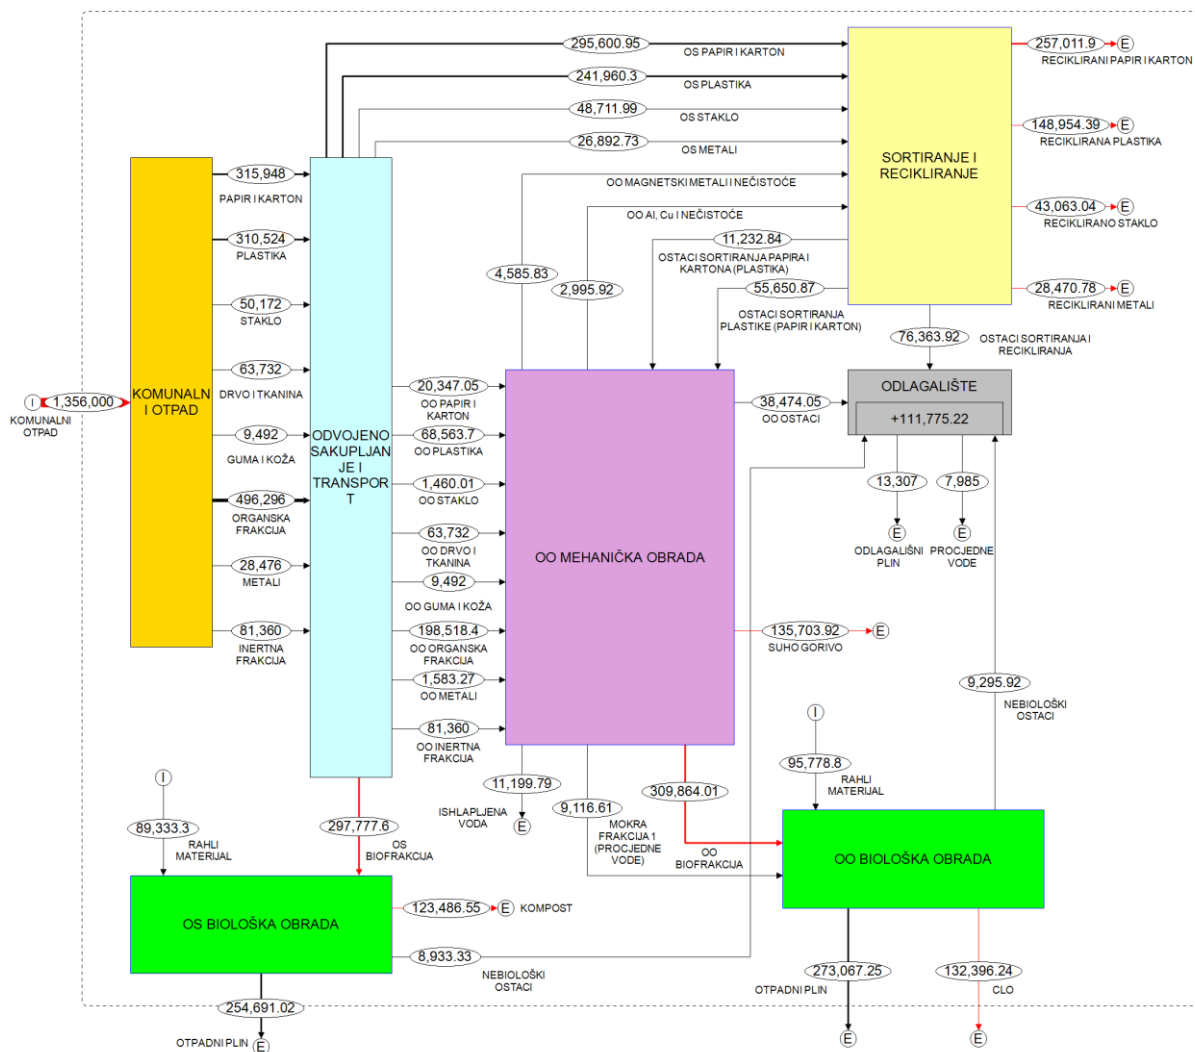 295,600.95
OS PAPIR I KARTON
241,960.3
OS PLASTIKA
48,711.99
OS STAKLO
26,892.73
OS METALI
OO MAGNETSKI METALI I NEČISTOĆE
4,585.83
OO Al, Cu I NEČISTOĆE
2,995.92
11,232.84
OSTACI SORTIRANJA PAPIRA I
KARTONA (PLASTIKA)
55,650.87
OSTACI SORTIRANJA
PLASTIKE (PAPIR I KARTON)
SORTIRANJE I
RECIKLIRANJE
257,011.9
E
RECIKLIRANI PAPIR I KARTON
148,954.39
E
RECIKLIRANA PLASTIKA
43,063.04
E
RECIKLIRANO STAKLO
28,470.78
E
RECIKLIRANI METALI
76,363.92
OSTACI SORTIRANJA I
RECIKLIRANJA
I
1,356,000
KOMUNALNI
OTPAD
KOMUNALN
I OTPAD
315,948
PAPIR I KARTON
310,524
PLASTIKA
50,172
STAKLO
63,732
DRVO I TKANINA
9,492
GUMA I KOŽA
496,296
ORGANSKA
FRAKCIJA
28,476
METALI
81,360
INERTNA
FRAKCIJA
ODVOJENO
SAKUPLJAN
JE I
TRANSPOR
T
20,347.05
OO PAPIR I
KARTON
68,563.7
OO PLASTIKA
1,460.01
OO STAKLO
63,732
OO DRVO I
TKANINA
9,492
OO GUMA I KOŽA
198,518.4
OO ORGANSKA
FRAKCIJA
1,583.27
OO METALI
81,360
OO INERTNA
FRAKCIJA
OO MEHANIČKA OBRADA
38,474.05
OO OSTACI
ODLAGALIŠTE
+111,775.22
13,307
E
ODLAGALIŠNI
PLIN
7,985
E
PROCJEDNE
VODE
135,703.92
E
SUHO GORIVO
9,295.92
NEBIOLOŠKI
OSTACI
I
95,778.8
RAHLI
MATERIJAL
11,199.79
ISHLAPLJENA
VODA
E
9,116.61
MOKRA
FRAKCIJA 1
(PROCJEDNE
VODE)
309,864.01
OO
BIOFRAKCIJA
OO BIOLOŠKA OBRADA
I
89,333.3
RAHLI
MATERIJAL
297,777.6
OS
BIOFRAKCIJA
OS BIOLOŠKA OBRADA
123,486.55
E
KOMPOST
8,933.33
NEBIOLOŠKI
OSTACI
254,691.02
OTPADNI PLIN
E
273,067.25
OTPADNI PLIN
E
132,396.24
CLO
E